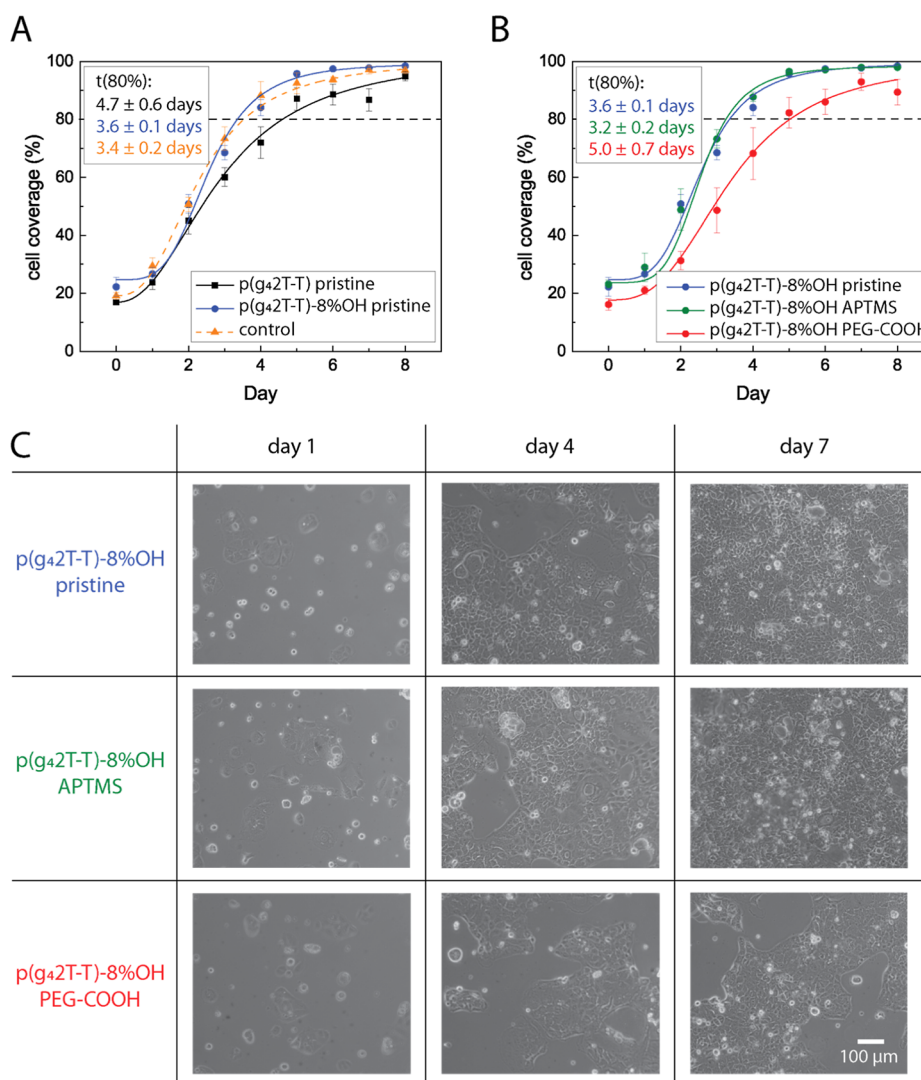 A
100
80
60
40
20
0
cell coverage (%)
t(80%):
4.7 ± 0.6 days
3.6 ± 0.1 days
3.4 ± 0.2 days
p(g₄2T-T) pristine
p(g₄2T-T)-8%OH pristine
control
0 2 4 6 8
Day
B
100
80
60
40
20
0
cell coverage (%)
t(80%):
3.6 ± 0.1 days
3.2 ± 0.2 days
5.0 ± 0.7 days
p(g₄2T-T)-8%OH pristine
p(g₄2T-T)-8%OH APTMS
p(g₄2T-T)-8%OH PEG-COOH
0 2 4 6 8
Day
C
day 1 day 4 day 7
p(g₄2T-T)-8%OH
pristine
p(g₄2T-T)-8%OH
APTMS
p(g₄2T-T)-8%OH
PEG-COOH
100 µm